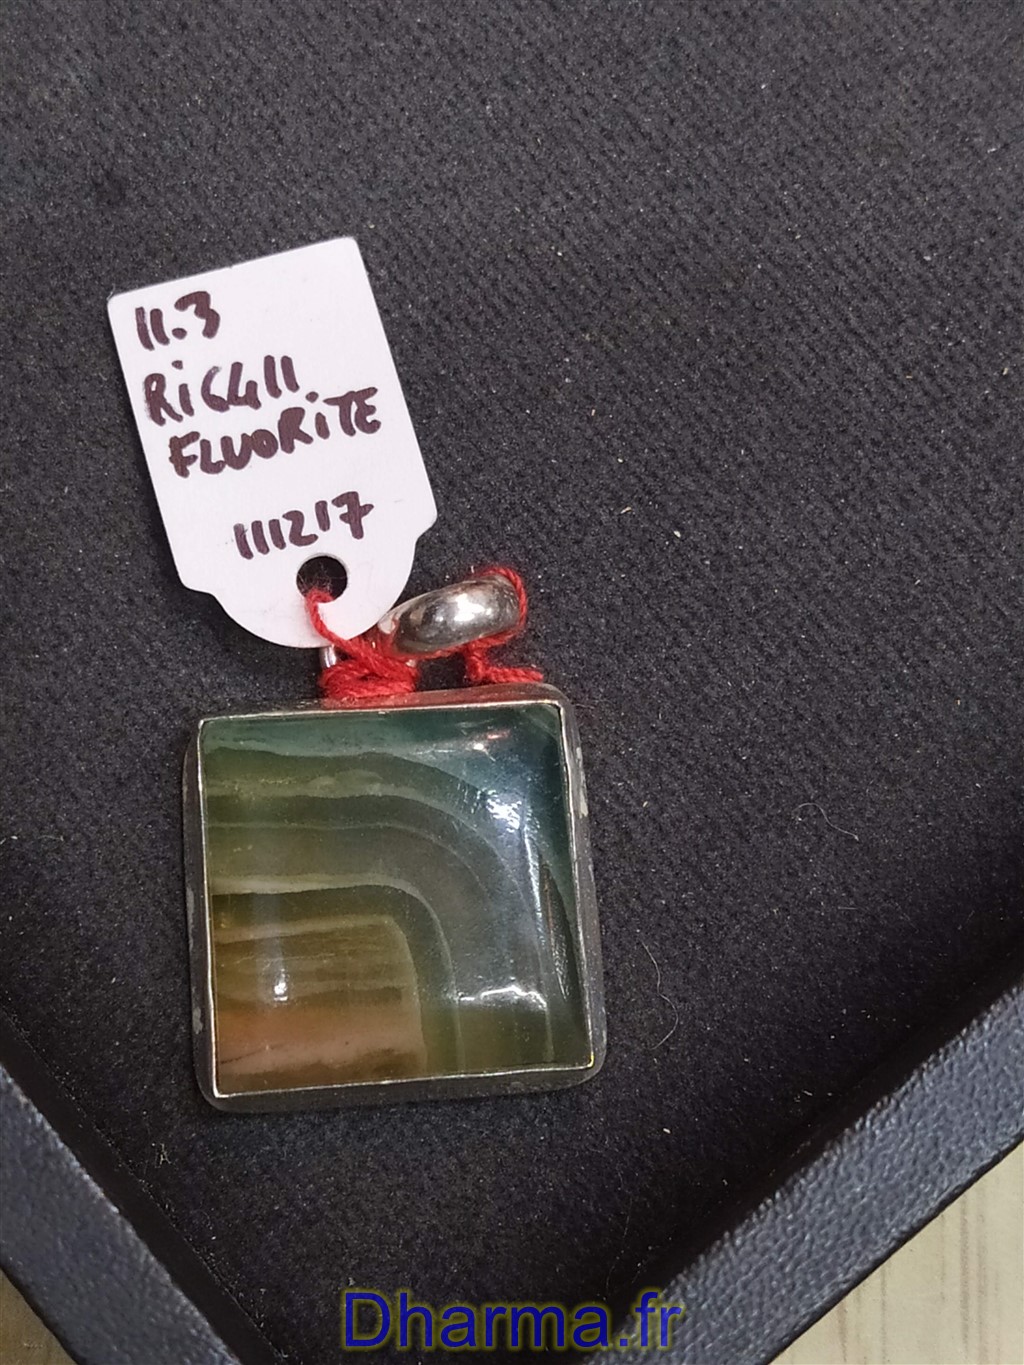 11.3
RiG411
FLUORiTE
111217
Dharma.fr